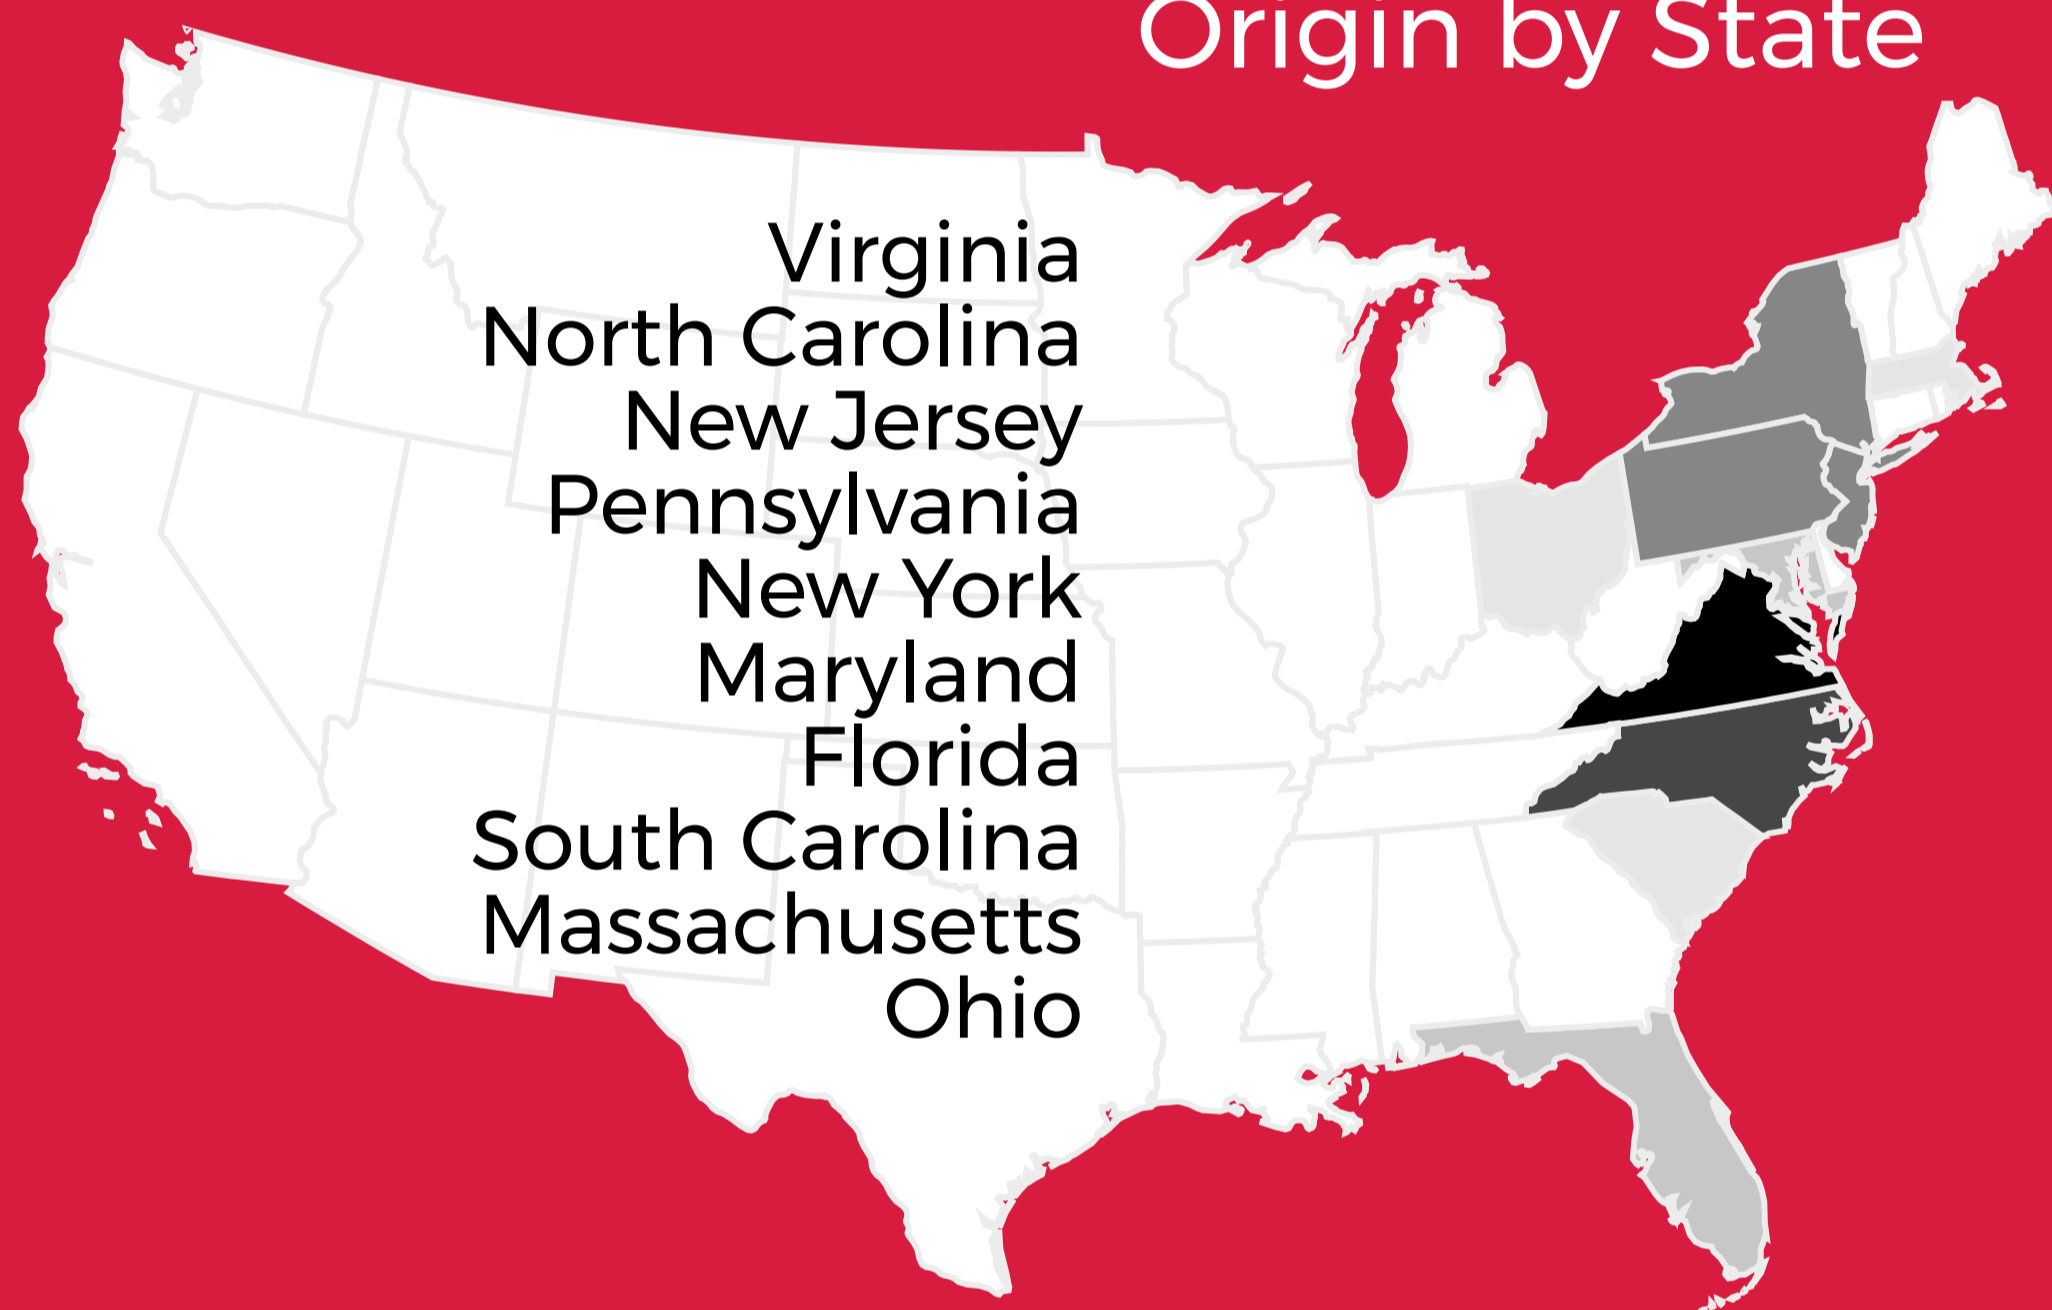 Origin by State
Virginia
North Carolina
New Jersey
Pennsylvania
New York
Maryland
Florida
South Carolina
Massachusetts
Ohio